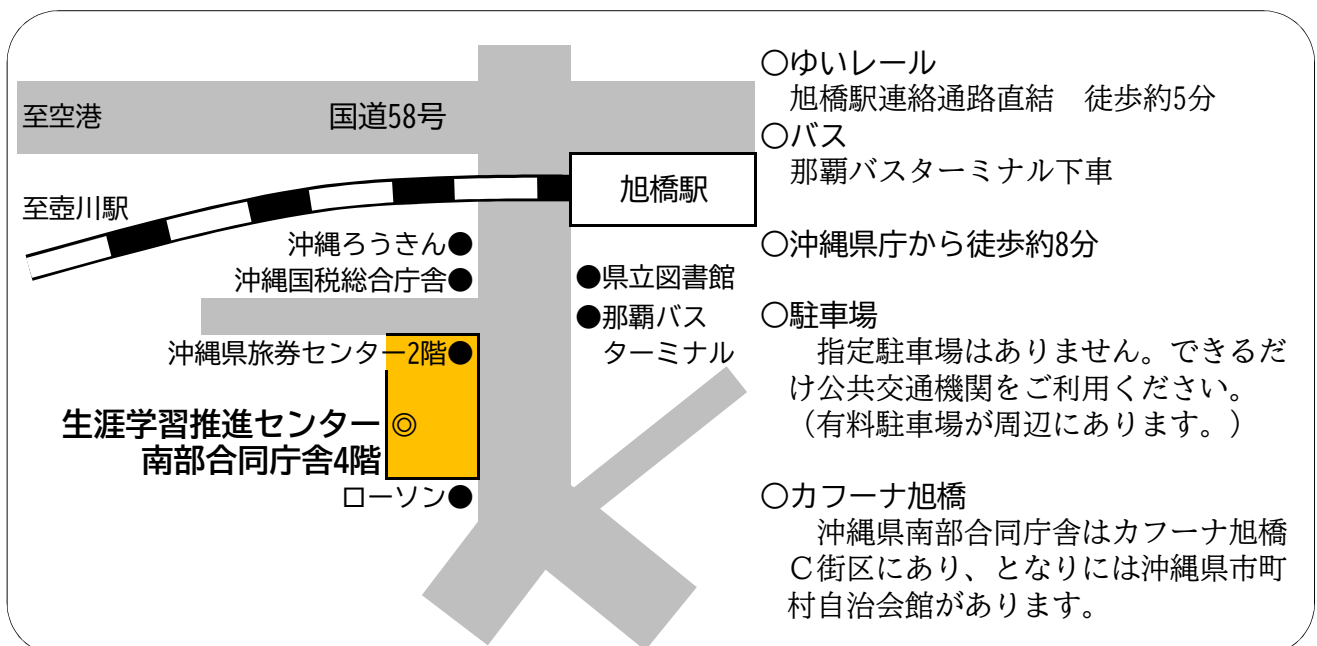 至空港
国道58号
至壺川駅
旭橋駅
沖縄ろうきん●
沖縄国税総合庁舎●
●県立図書館
●那覇バス
ターミナル
沖縄県旅券センター2階●
生涯学習推進センター◎
南部合同庁舎4階
ローソン●
○ゆいレール
旭橋駅連絡通路直結　徒歩約5分
○バス
那覇バスターミナル下車
○沖縄県庁から徒歩約8分
○駐車場
指定駐車場はありません。できるだ
け公共交通機関をご利用ください。
（有料駐車場が周辺にあります。）
○カフーナ旭橋
沖縄県南部合同庁舎はカフーナ旭橋
Ｃ街区にあり、となりには沖縄県市町
村自治会館があります。